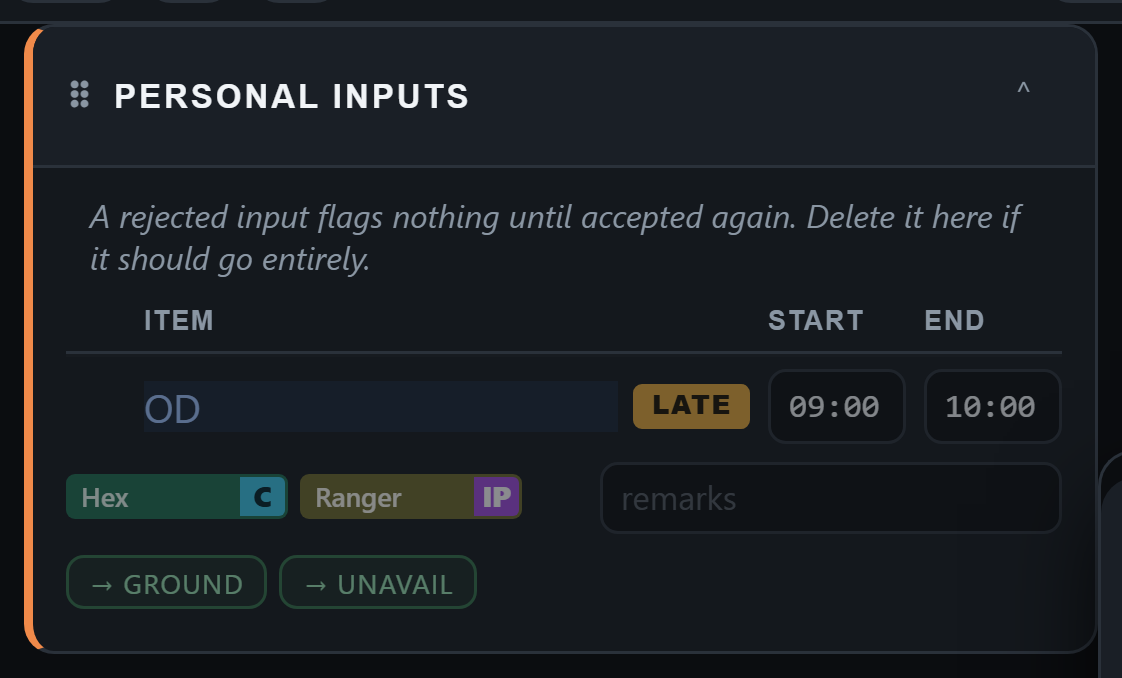 PERSONAL INPUTS ^
A rejected input flags nothing until accepted again. Delete it here if
it should go entirely.
ITEM START END
OD LATE 09:00 10:00
Hex C Ranger IP remarks
→ GROUND → UNAVAIL